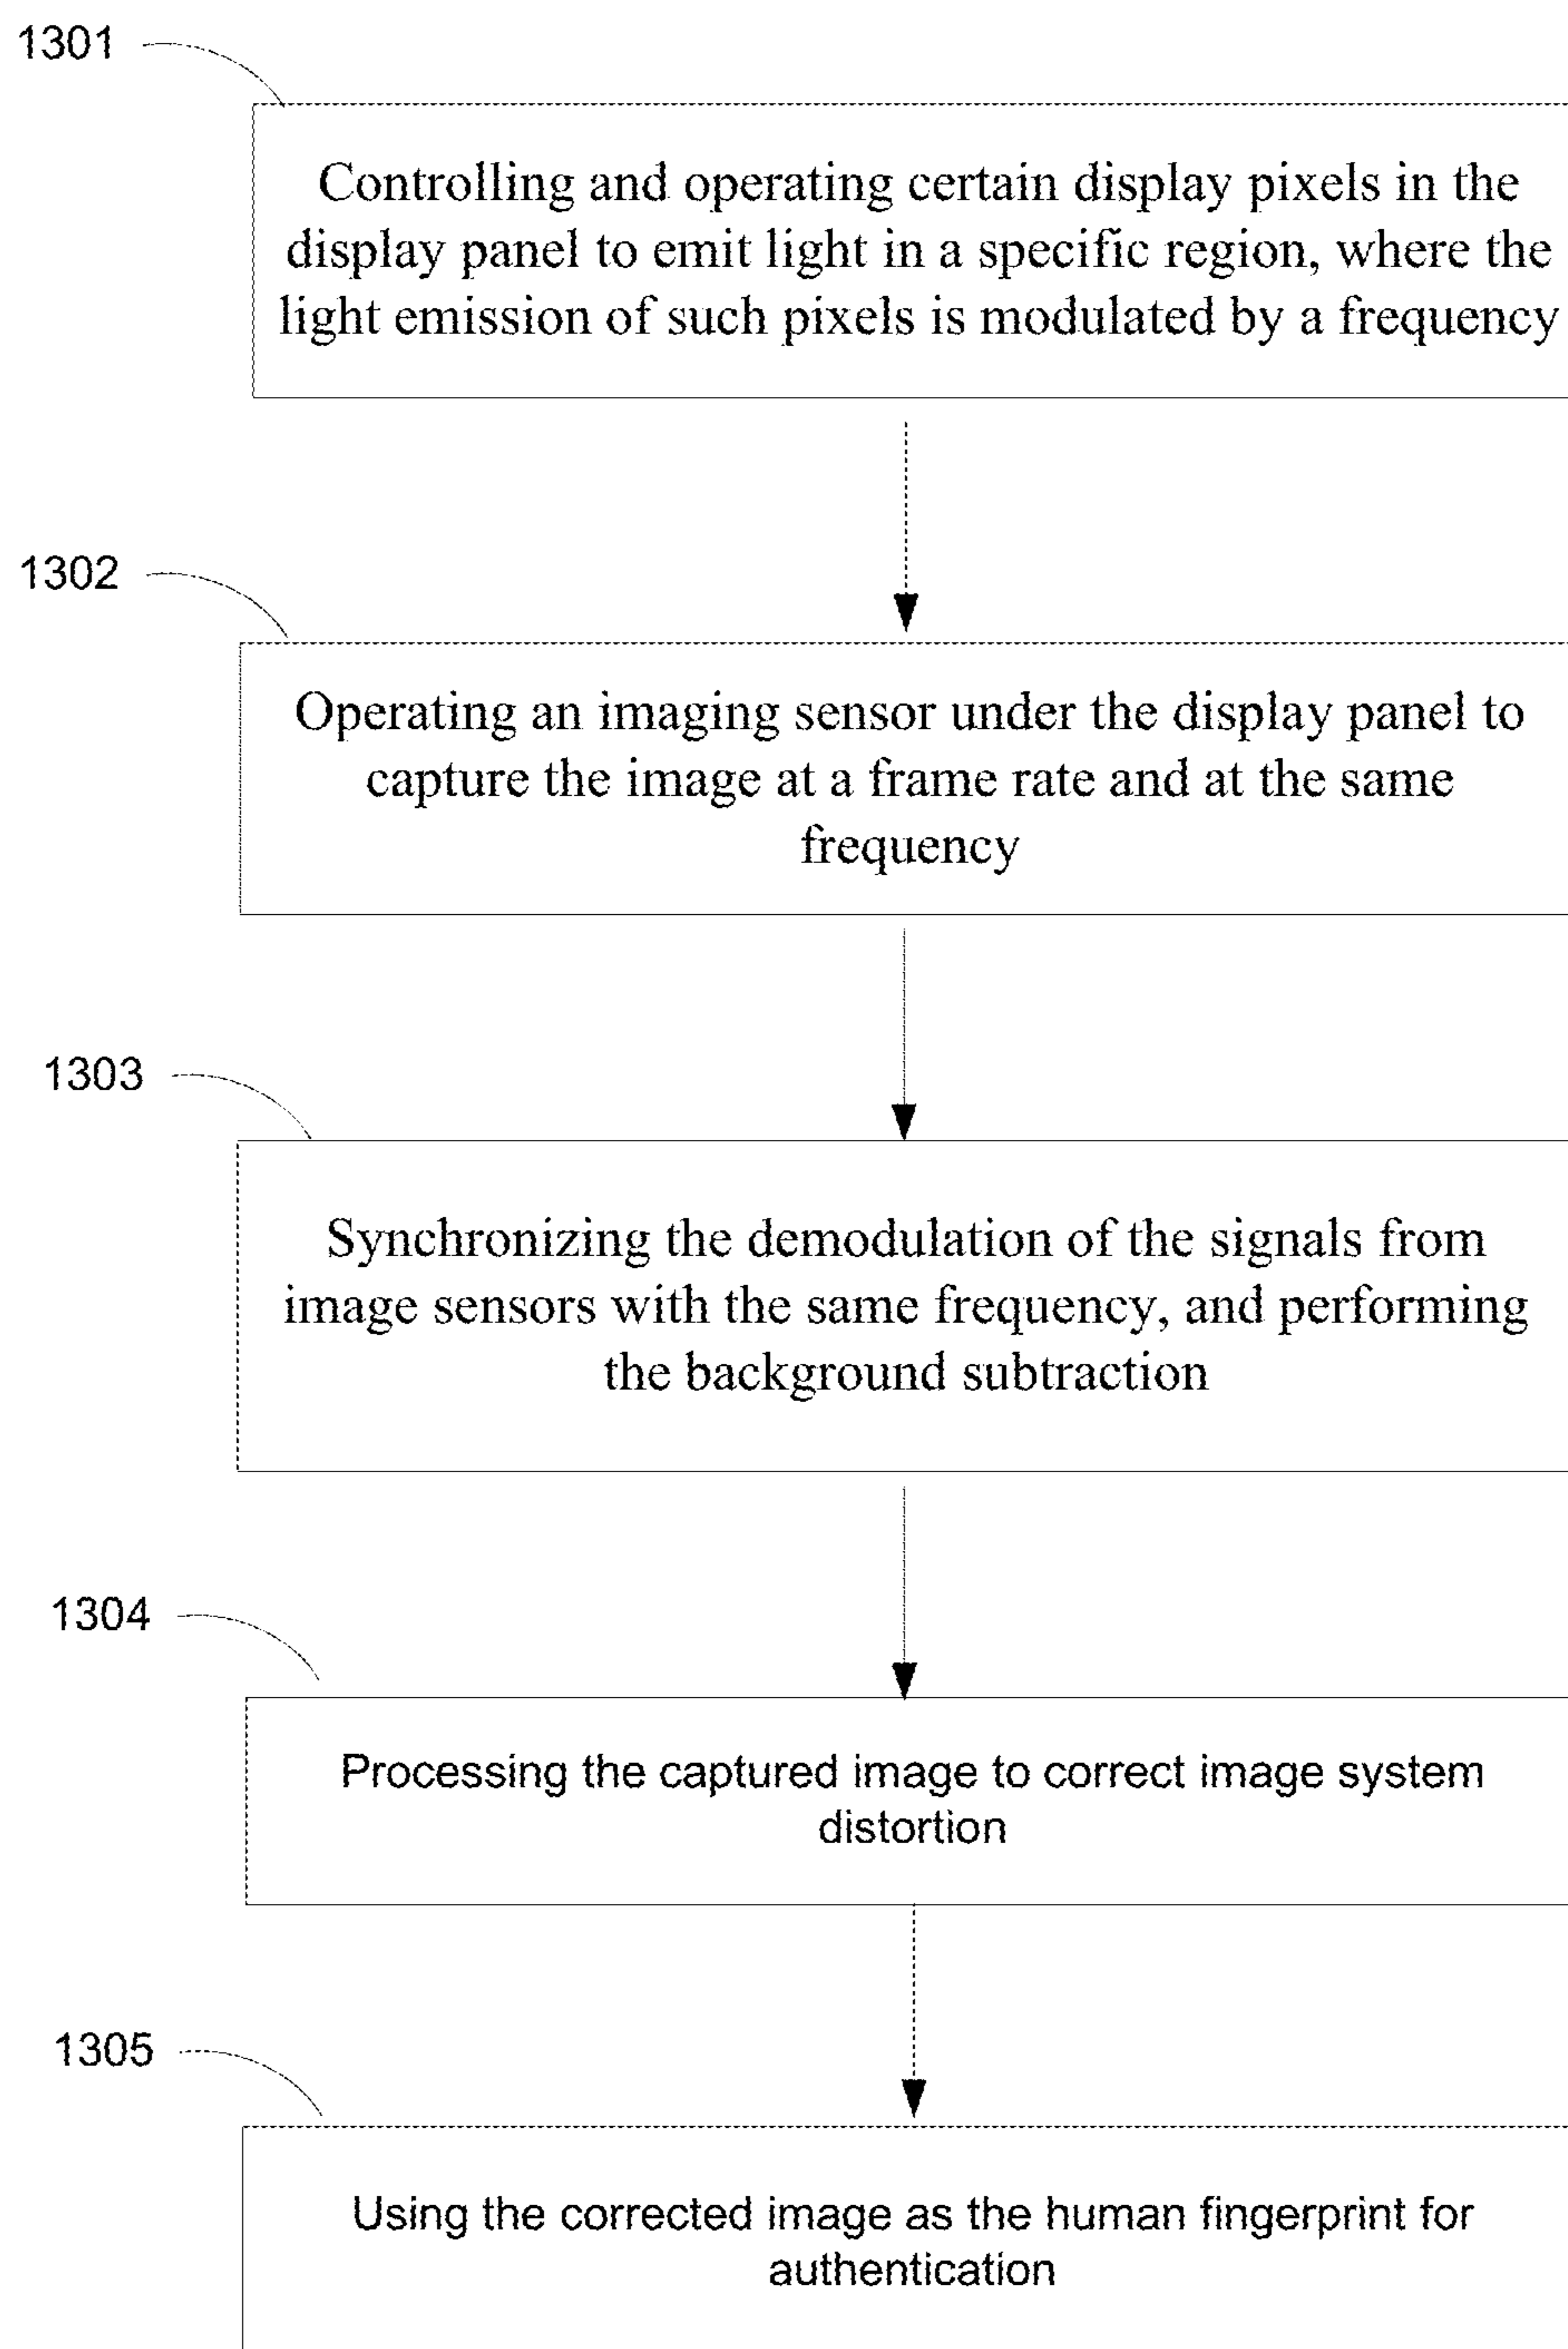 1301
Controlling and operating certain display pixels in the
display panel to emit light in a specific region, where the
light emission of such pixels is modulated by a frequency
1302
Operating an imaging sensor under the display panel to
capture the image at a frame rate and at the same
frequency
1303
Synchronizing the demodulation of the signals from
image sensors with the same frequency, and performing
the background subtraction
1304
Processing the captured image to correct image system
distortion
1305
Using the corrected image as the human fingerprint for
authentication